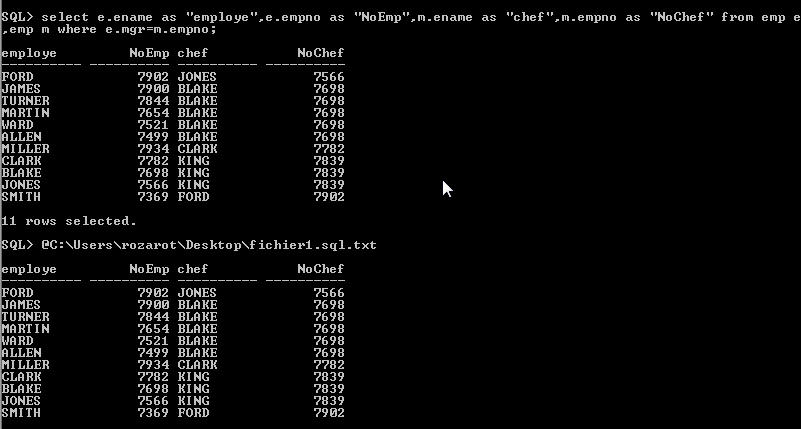 SQL> select e.ename as "employe",e.empno as "NoEmp",m.ename as "chef",m.empno as "NoChef" from emp e
,emp m where e.mgr=m.empno;
employe NoEmp chef NoChef
---------- ---------- ---------- ----------
FORD 7902 JONES 7566
JAMES 7900 BLAKE 7698
TURNER 7844 BLAKE 7698
MARTIN 7654 BLAKE 7698
WARD 7521 BLAKE 7698
ALLEN 7499 BLAKE 7698
MILLER 7934 CLARK 7782
CLARK 7782 KING 7839
BLAKE 7698 KING 7839
JONES 7566 KING 7839
SMITH 7369 FORD 7902
11 rows selected.
SQL> @C:\Users\rozarot\Desktop\fichier1.sql.txt
employe NoEmp chef NoChef
---------- ---------- ---------- ----------
FORD 7902 JONES 7566
JAMES 7900 BLAKE 7698
TURNER 7844 BLAKE 7698
MARTIN 7654 BLAKE 7698
WARD 7521 BLAKE 7698
ALLEN 7499 BLAKE 7698
MILLER 7934 CLARK 7782
CLARK 7782 KING 7839
BLAKE 7698 KING 7839
JONES 7566 KING 7839
SMITH 7369 FORD 7902